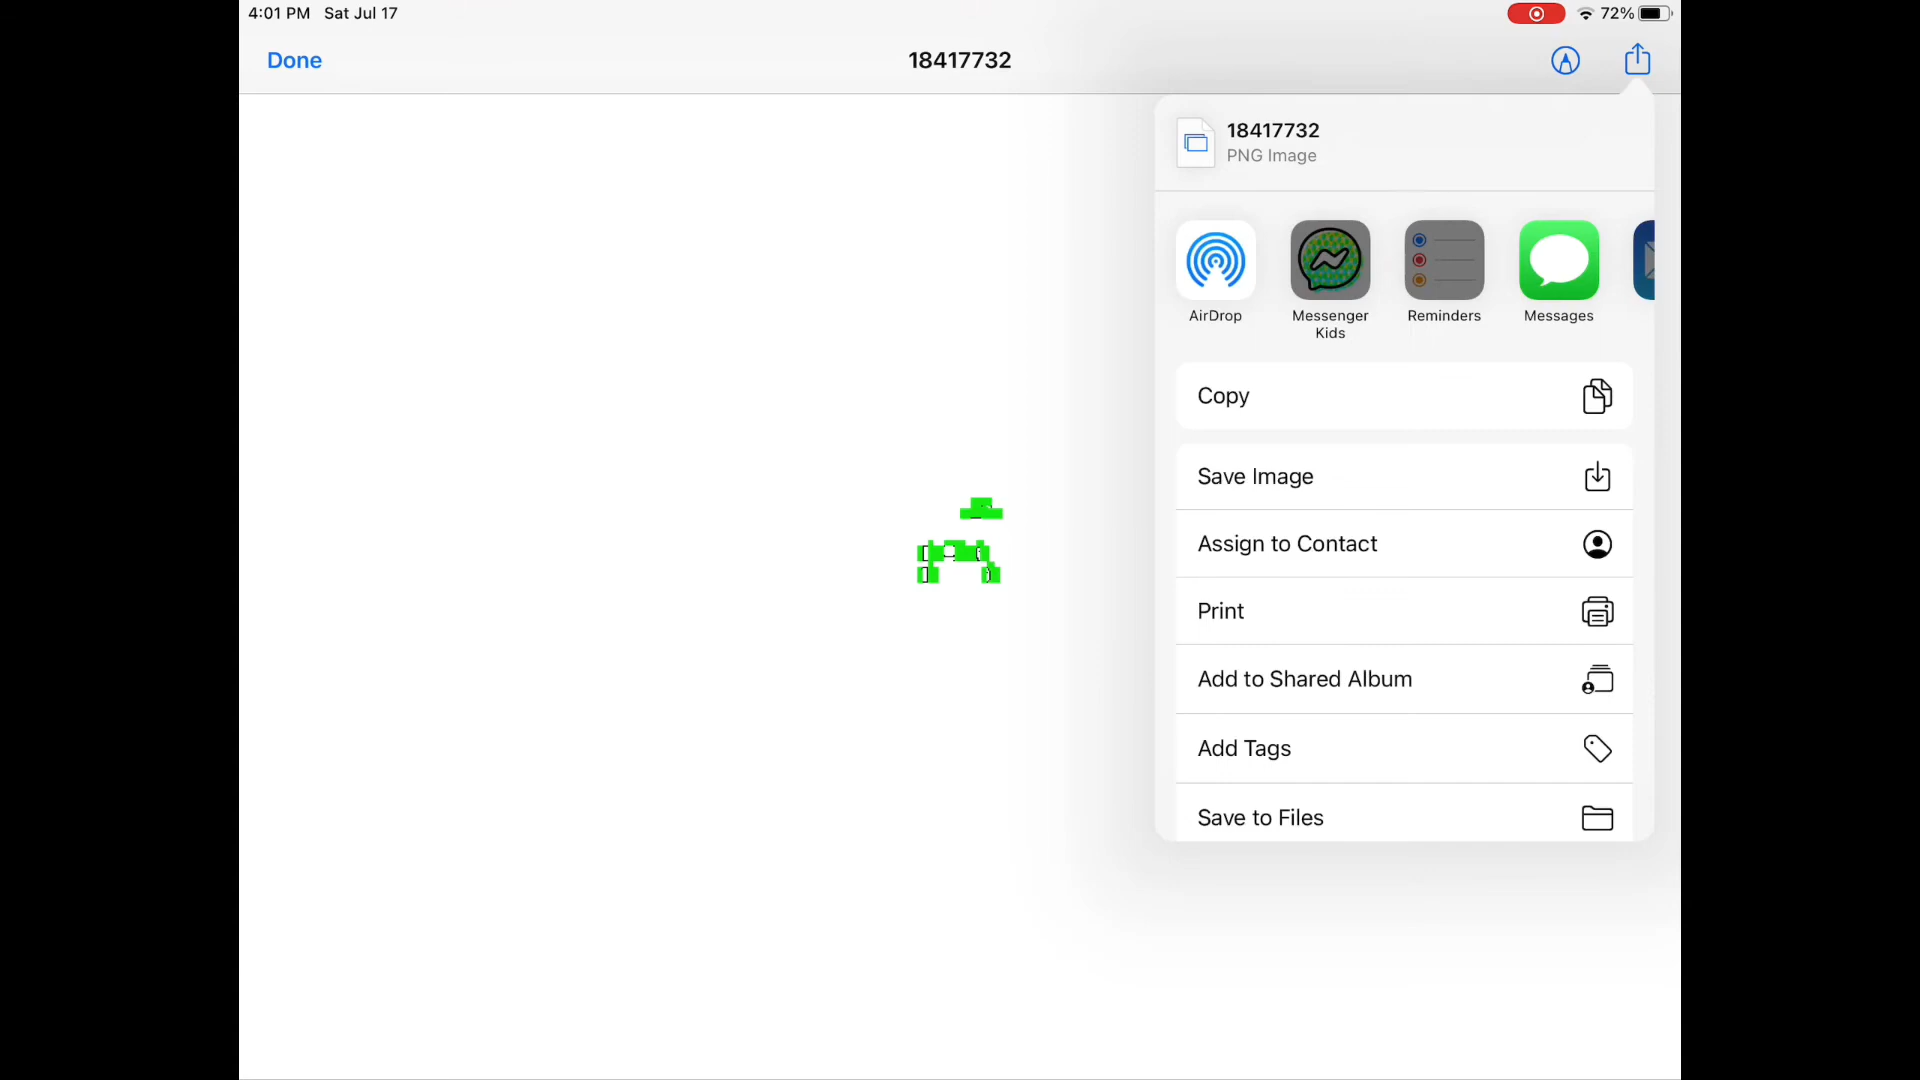 4:01 PM Sat Jul 17
72%
Done
18417732
18417732
PNG Image
AirDrop
Messenger
Kids
Reminders
Messages
Copy
Save Image
Assign to Contact
Print
Add to Shared Album
Add Tags
Save to Files